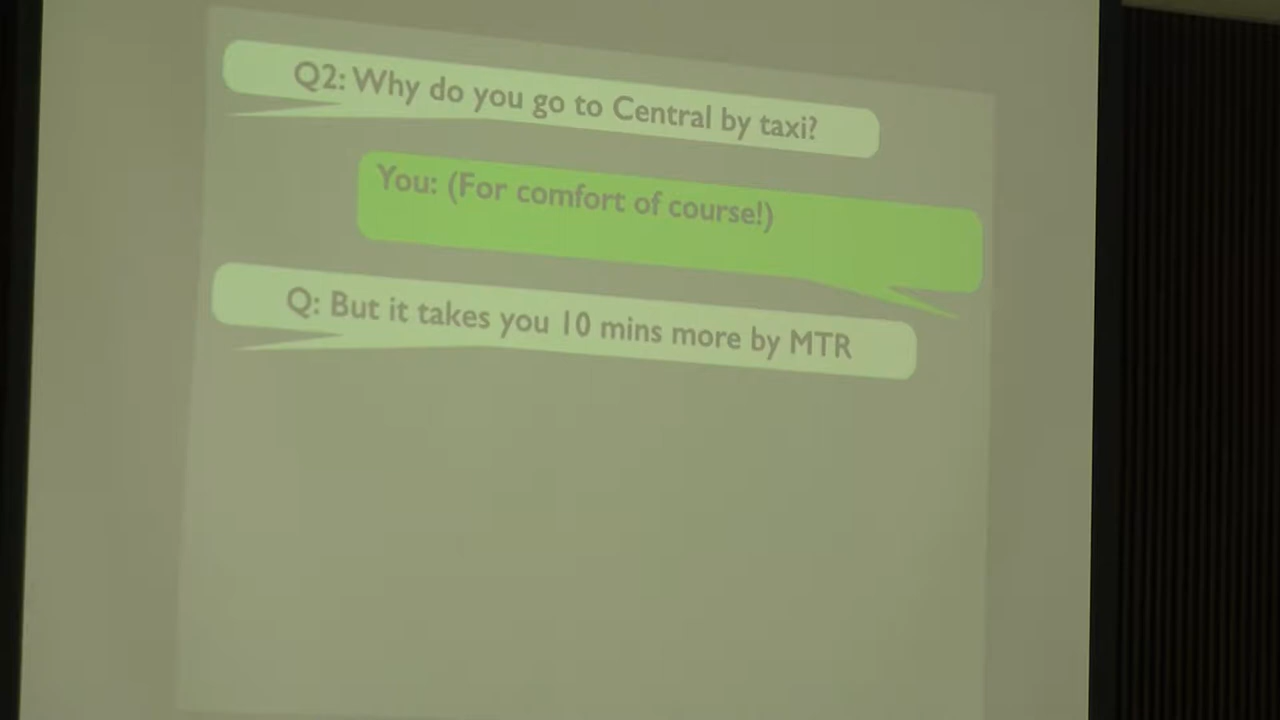 Q2: Why do you go to Central by taxi?
You: (For comfort of course!)
Q: But it takes you 10 mins more by MTR